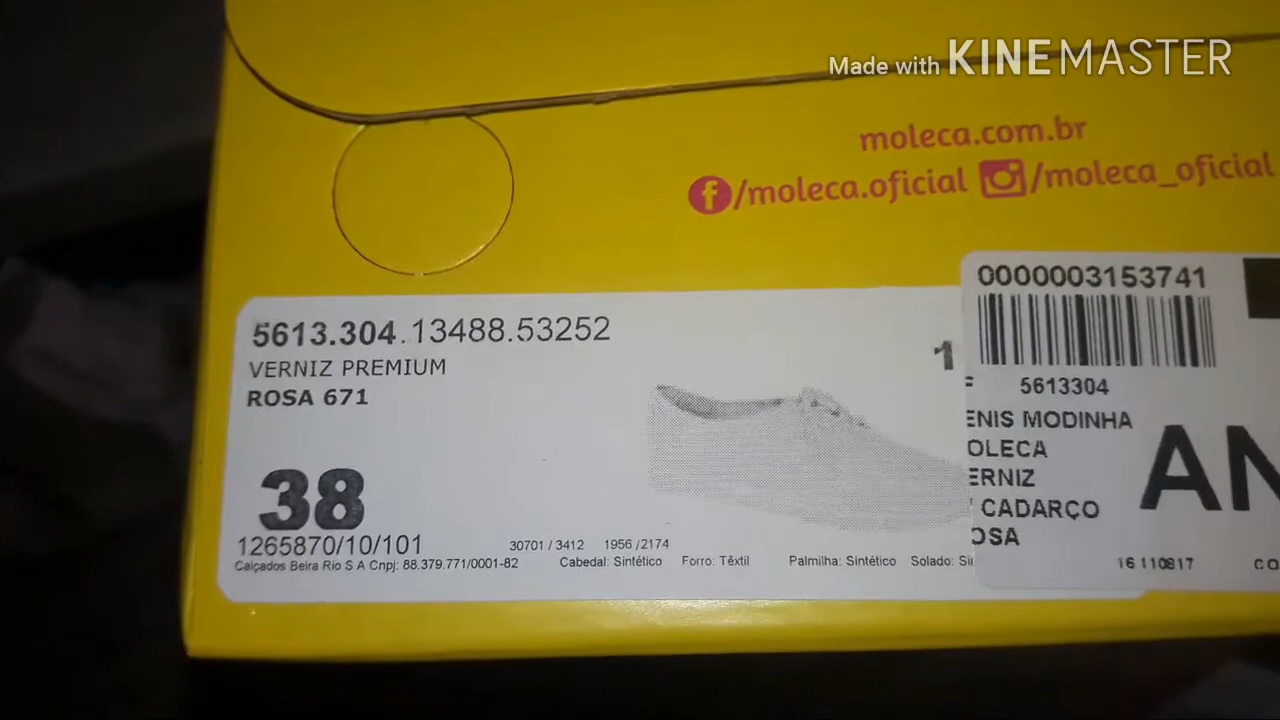 Made with KINEMASTER
moleca.com.br
/moleca.oficial /moleca_oficial
5613.304.13488.53252
VERNIZ PREMIUM
ROSA 671
38
1265870/10/101
30701 / 3412 1956 /2174
Calçados Beira Rio S A Cnpj: 88.379.771/0001-82 Cabedal: Sintético Forro: Têxtil Palmilha: Sintético Solado: Si
1
0000003153741
5613304
ENIS MODINHA
OLECA
ERNIZ
CADARÇO
OSA
AN
16 110817